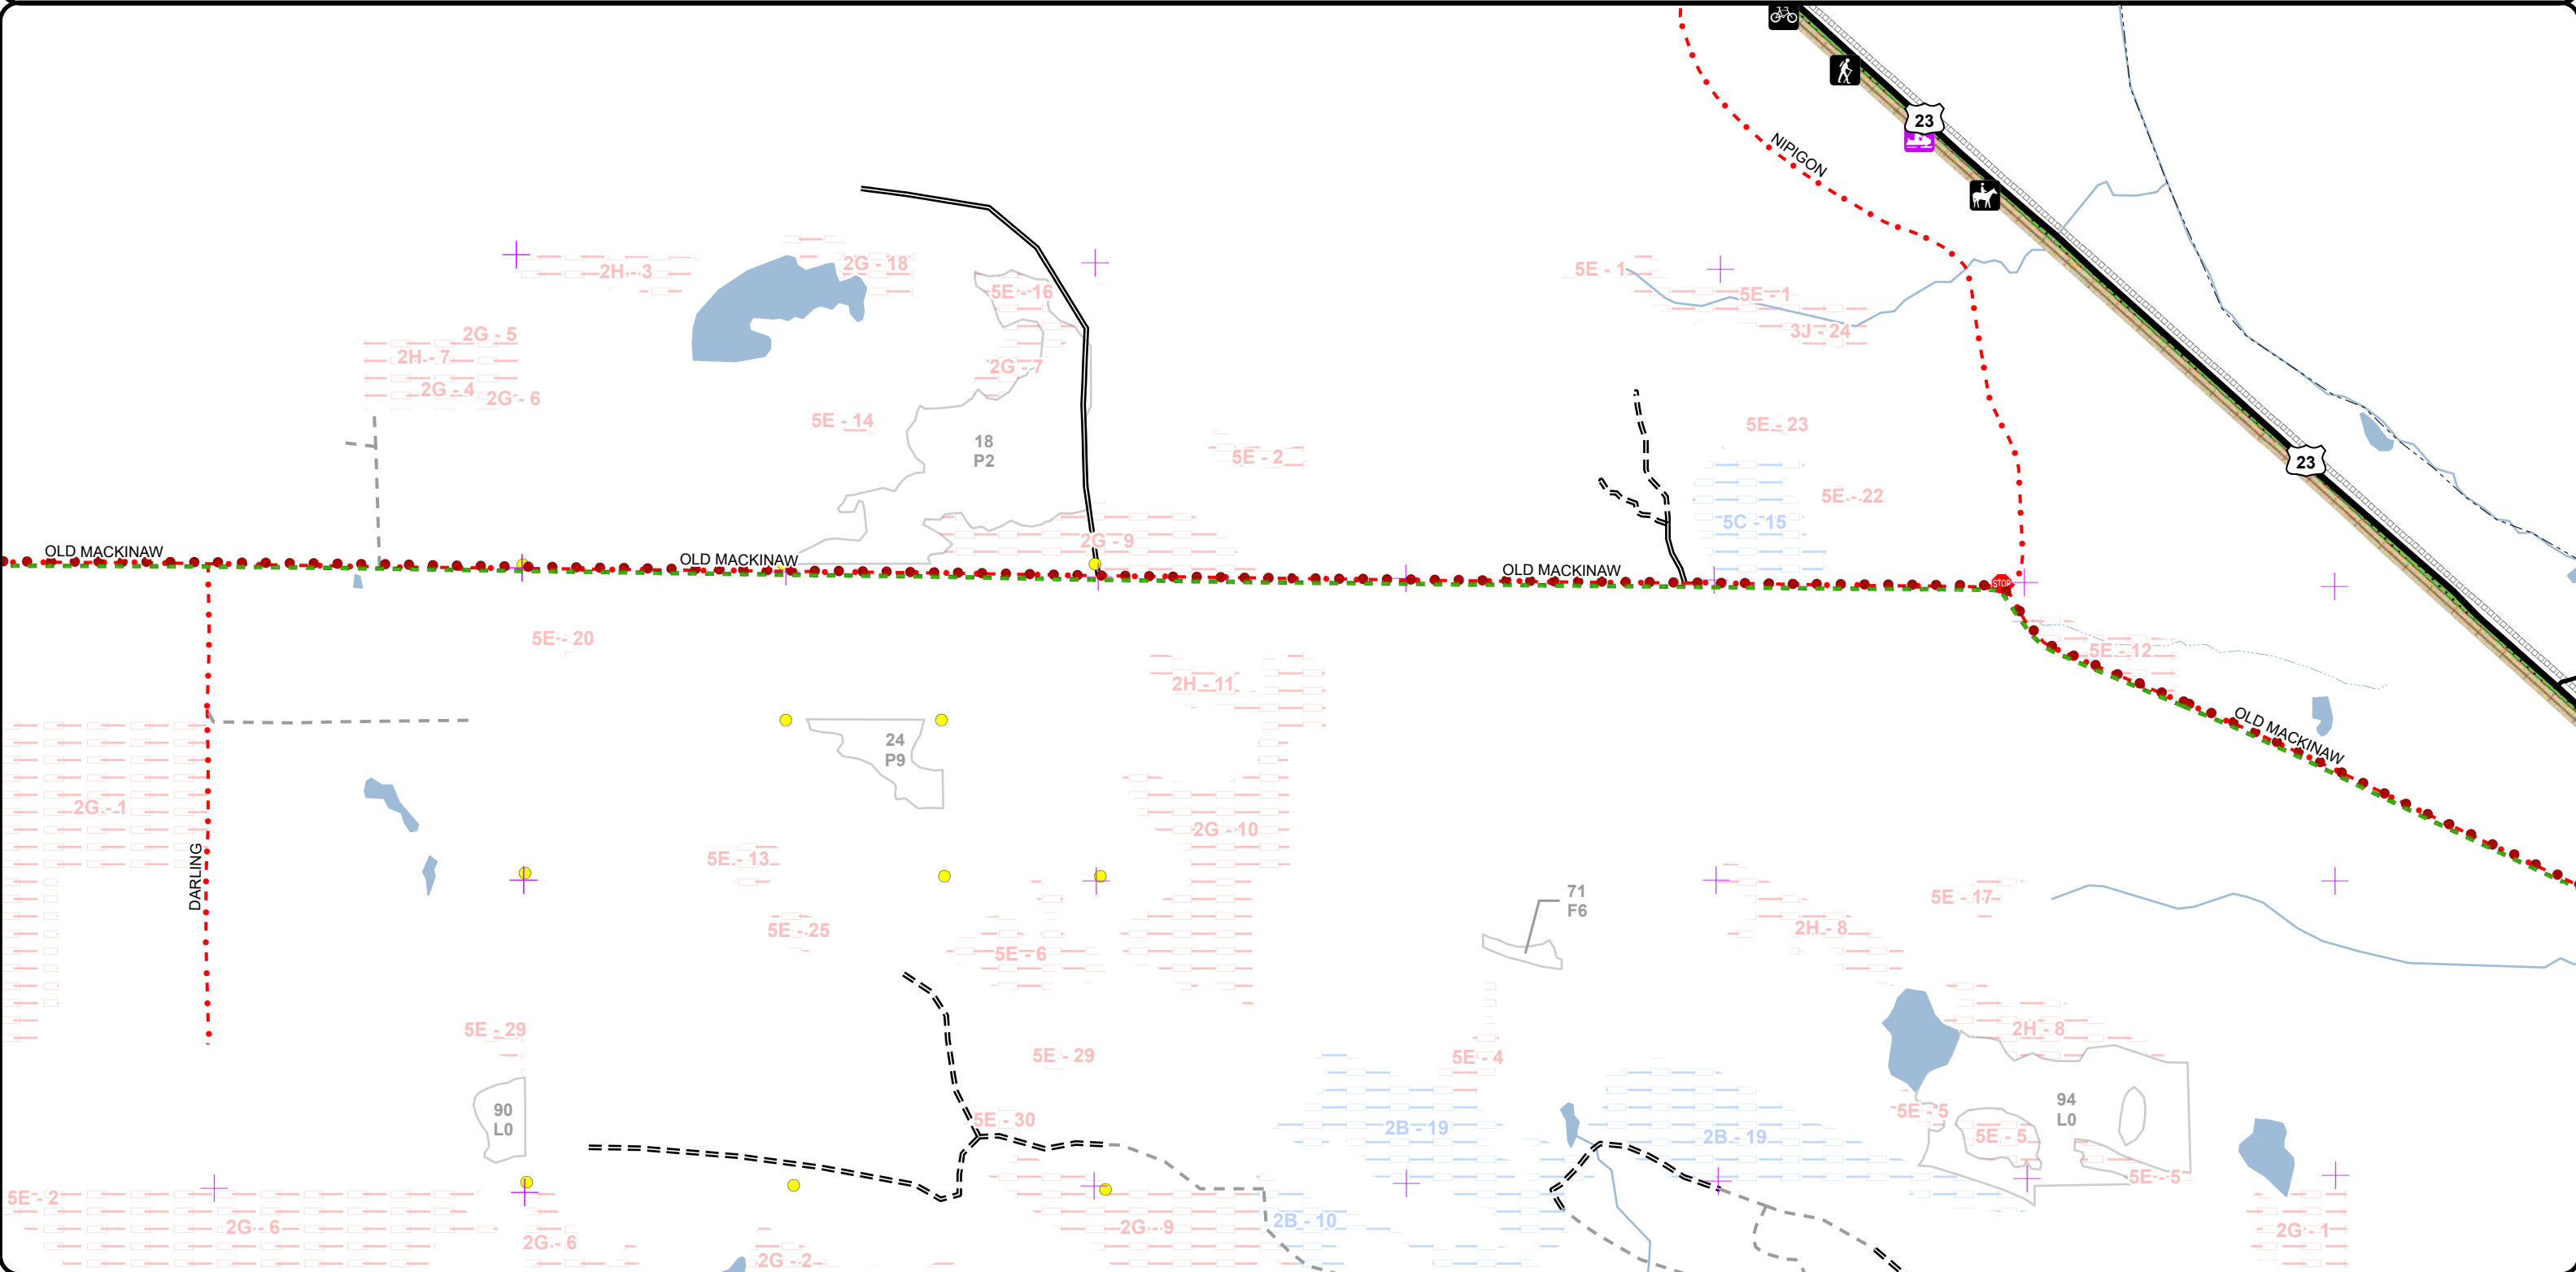 23
NIPIGON
2H - 3
2G - 18
5E - 16
5E - 1
5E - 1
3J - 24
2G - 5
2H - 7
2G - 4
2G - 6
2G - 7
5E - 14
18
P2
5E - 2
5E - 23
5E - 22
5C - 15
23
2G - 9
OLD MACKINAW
OLD MACKINAW
OLD MACKINAW
STOP
5E - 20
5E - 12
2H - 11
OLD MACKINAW
24
P9
2G - 1
2G - 10
DARLING
5E - 13
71
F6
5E - 17
5E - 25
2H - 8
5E - 6
5E - 29
2H - 8
5E - 29
5E - 4
90
L0
94
L0
5E - 5
5E - 30
2B - 19
2B - 19
5E - 5
5E - 5
5E - 2
2G - 6
2G - 9
2B - 10
2G - 1
2G - 6
2G - 2